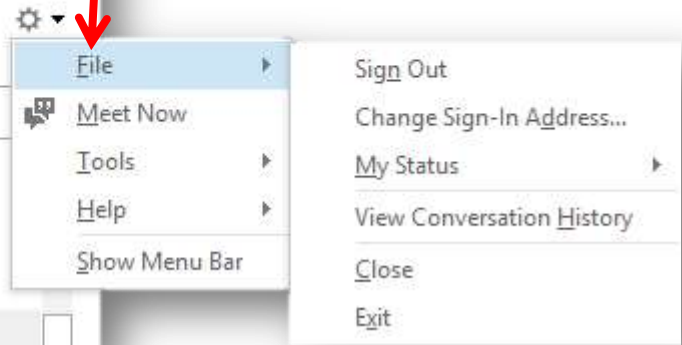 File
Meet Now
Tools
Help
Show Menu Bar
Sign Out
Change Sign-In Address...
My Status
View Conversation History
Close
Exit